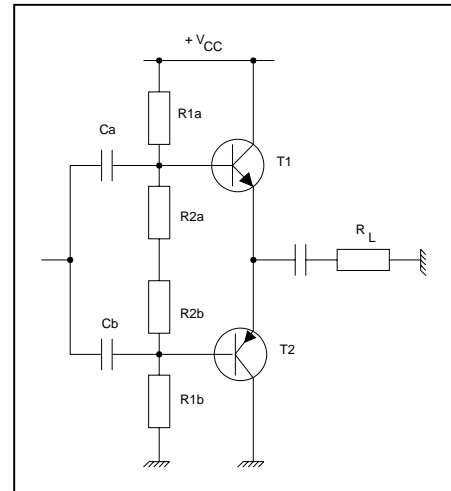 + VCC
R1a
Ca
T1
R2a
RL
R2b
Cb
T2
R1b